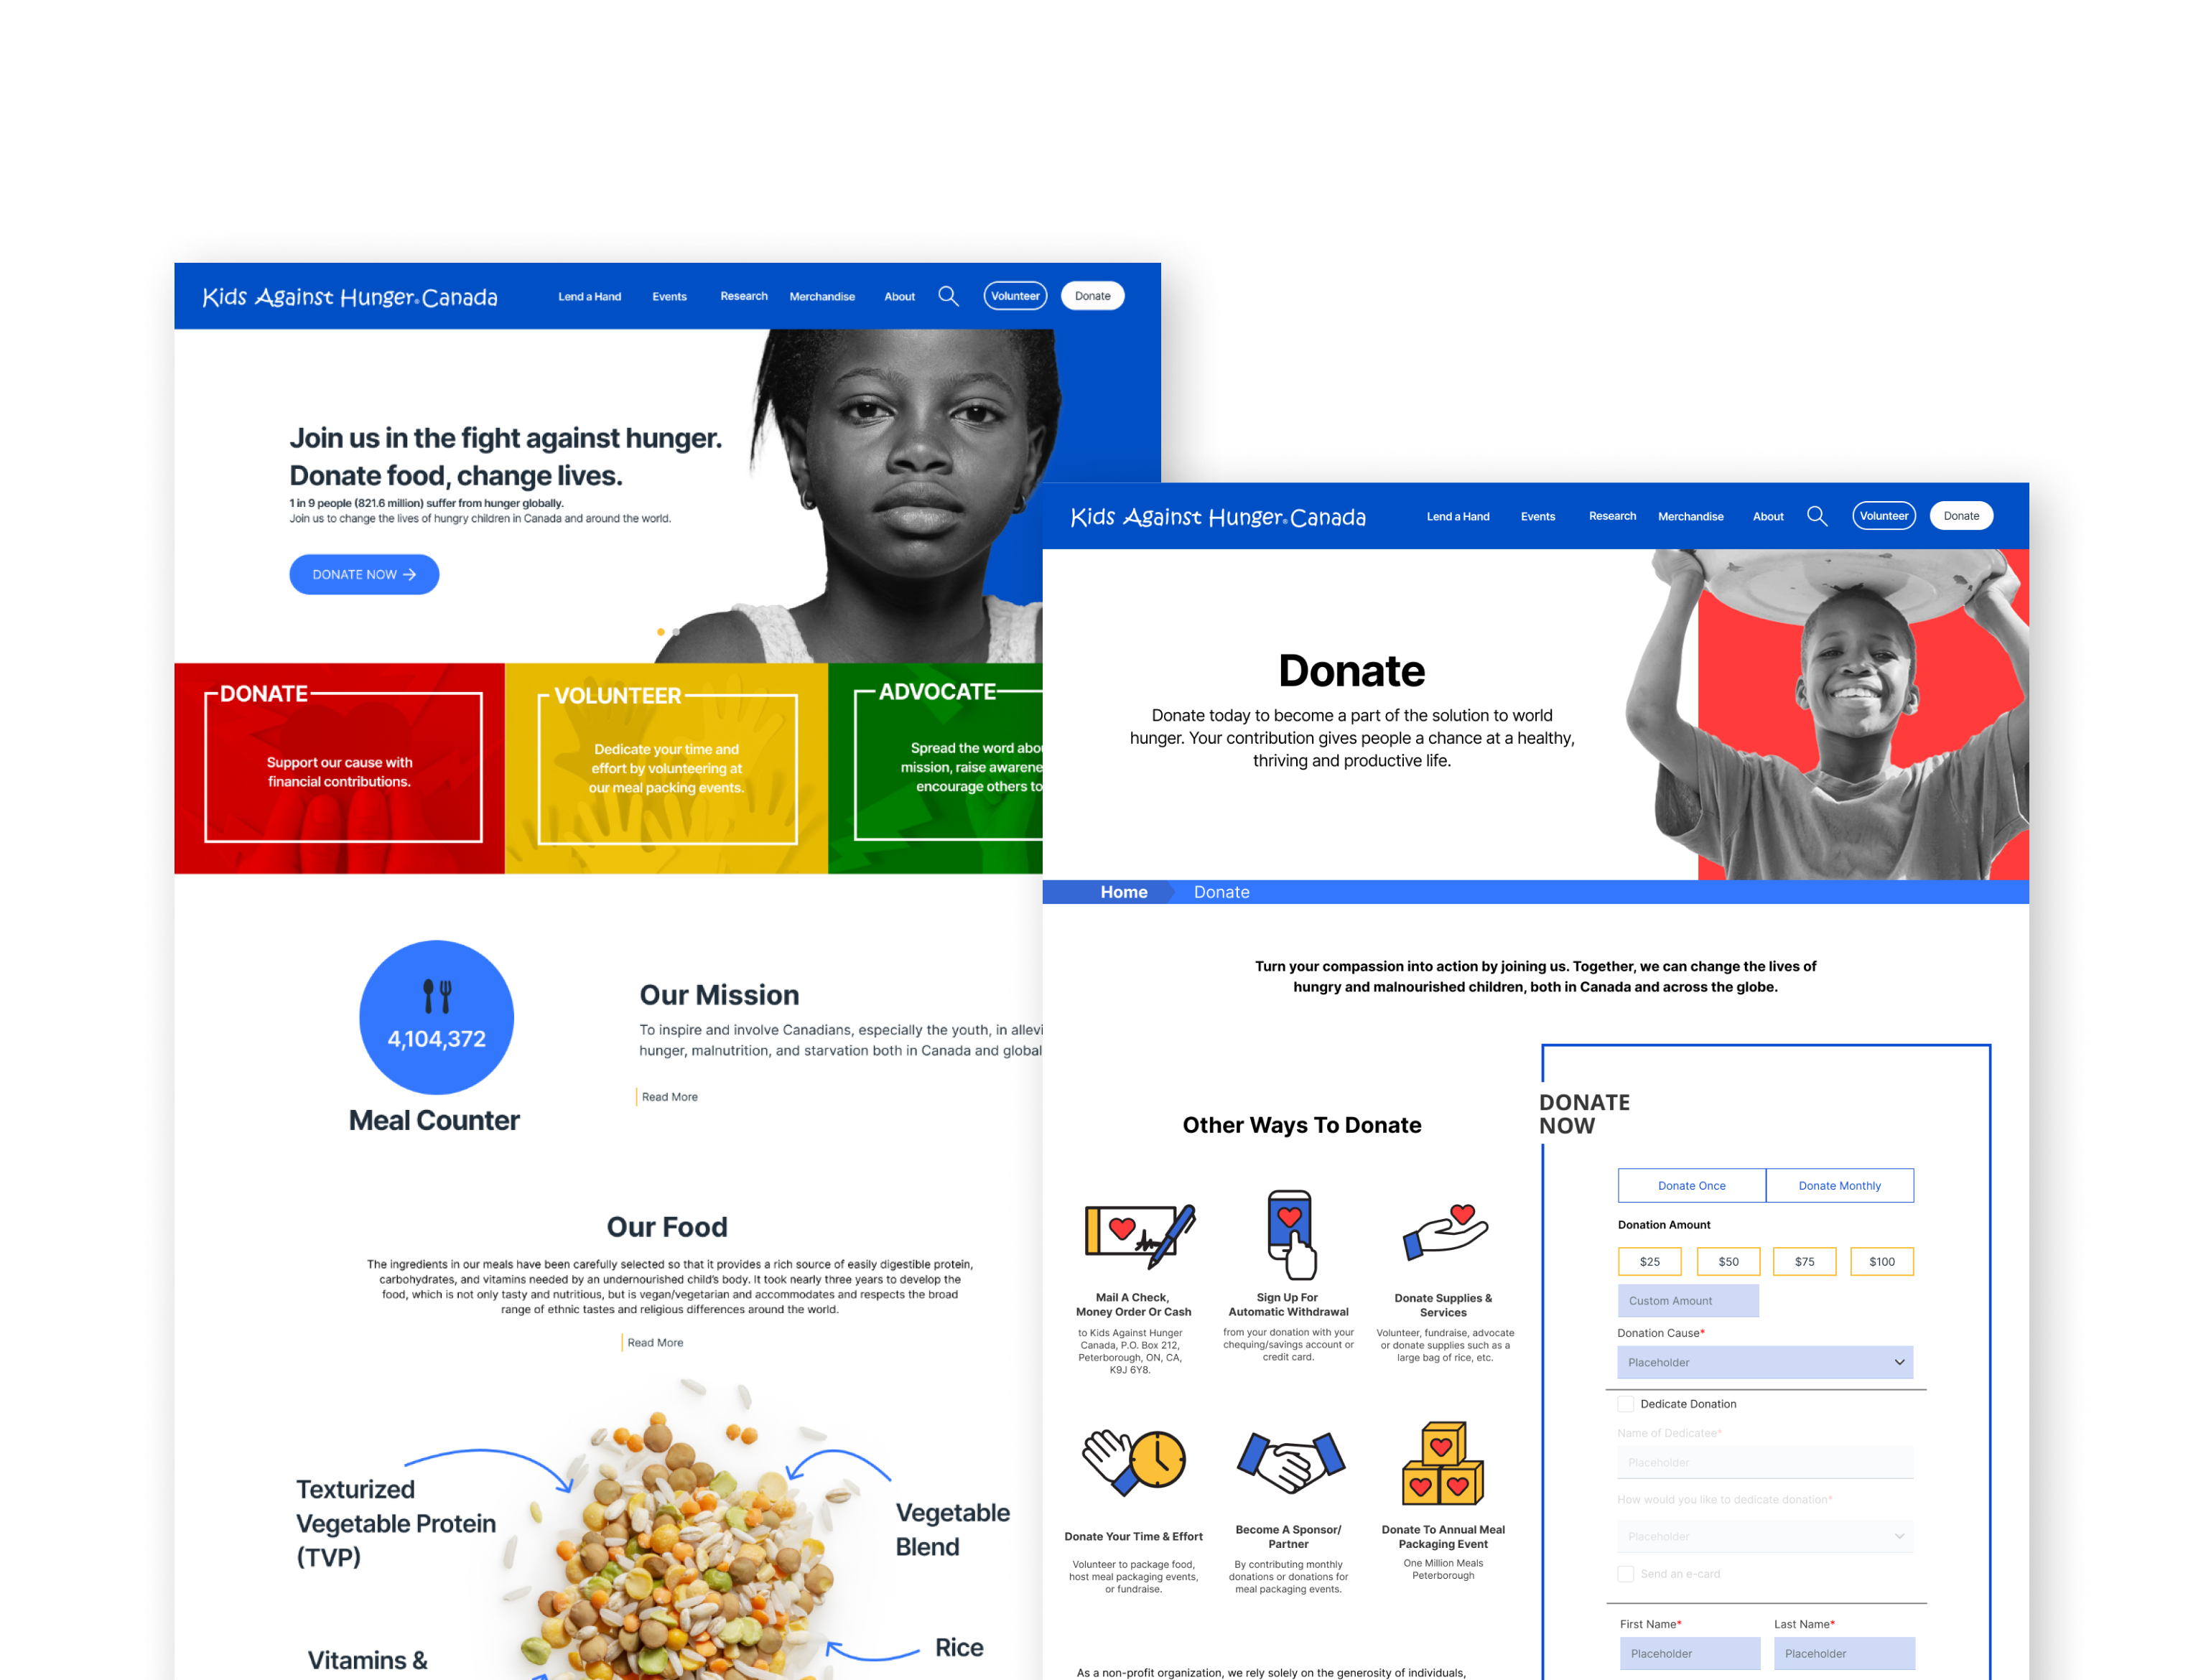 Kids Against Hunger® Canada
Lend a Hand
Events
Research
Merchandise
About
Volunteer
Donate
Join us in the fight against hunger.
Donate food, change lives.
1 in 9 people (821.6 million) suffer from hunger globally.
Join us to change the lives of hungry children in Canada and around the world.
DONATE NOW
DONATE
Support our cause with
financial contributions.
VOLUNTEER
Dedicate your time and
effort by volunteering at
our meal packing events.
ADVOCATE
Spread the word abou
mission, raise awarene
encourage others to
4,104,372
Meal Counter
Our Mission
To inspire and involve Canadians, especially the youth, in allevi
hunger, malnutrition, and starvation both in Canada and global
Read More
Our Food
The ingredients in our meals have been carefully selected so that it provides a rich source of easily digestible protein,
carbohydrates, and vitamins needed by an undernourished child's body. It took nearly three years to develop the
food, which is not only tasty and nutritious, but is vegan/vegetarian and accommodates and respects the broad
range of ethnic tastes and religious differences around the world.
Read More
Texturized
Vegetable Protein
(TVP)
Vegetable
Blend
Rice
Vitamins &
Kids Against Hunger® Canada
Lend a Hand
Events
Research
Merchandise
About
Volunteer
Donate
Donate
Donate today to become a part of the solution to world
hunger. Your contribution gives people a chance at a healthy,
thriving and productive life.
Home
Donate
Turn your compassion into action by joining us. Together, we can change the lives of
hungry and malnourished children, both in Canada and across the globe.
Other Ways To Donate
Mail A Check,
Money Order Or Cash
to Kids Against Hunger
Canada, P.O. Box 212,
Peterborough, ON, CA,
K9J 6Y8.
Sign Up For
Automatic Withdrawal
from your donation with your
chequing/savings account or
credit card.
Donate Supplies &
Services
Volunteer, fundraise, advocate
or donate supplies such as a
large bag of rice, etc.
Donate Your Time & Effort
Volunteer to package food,
host meal packaging events,
or fundraise.
Become A Sponsor/
Partner
By contributing monthly
donations or donations for
meal packaging events.
Donate To Annual Meal
Packaging Event
One Million Meals
Peterborough
As a non-profit organization, we rely solely on the generosity of individuals,
DONATE
NOW
Donate Once
Donate Monthly
Donation Amount
$25
$50
$75
$100
Custom Amount
Donation Cause*
Placeholder
Dedicate Donation
Name of Dedicatee*
Placeholder
How would you like to dedicate donation*
Placeholder
Send an e-card
First Name*
Last Name*
Placeholder
Placeholder